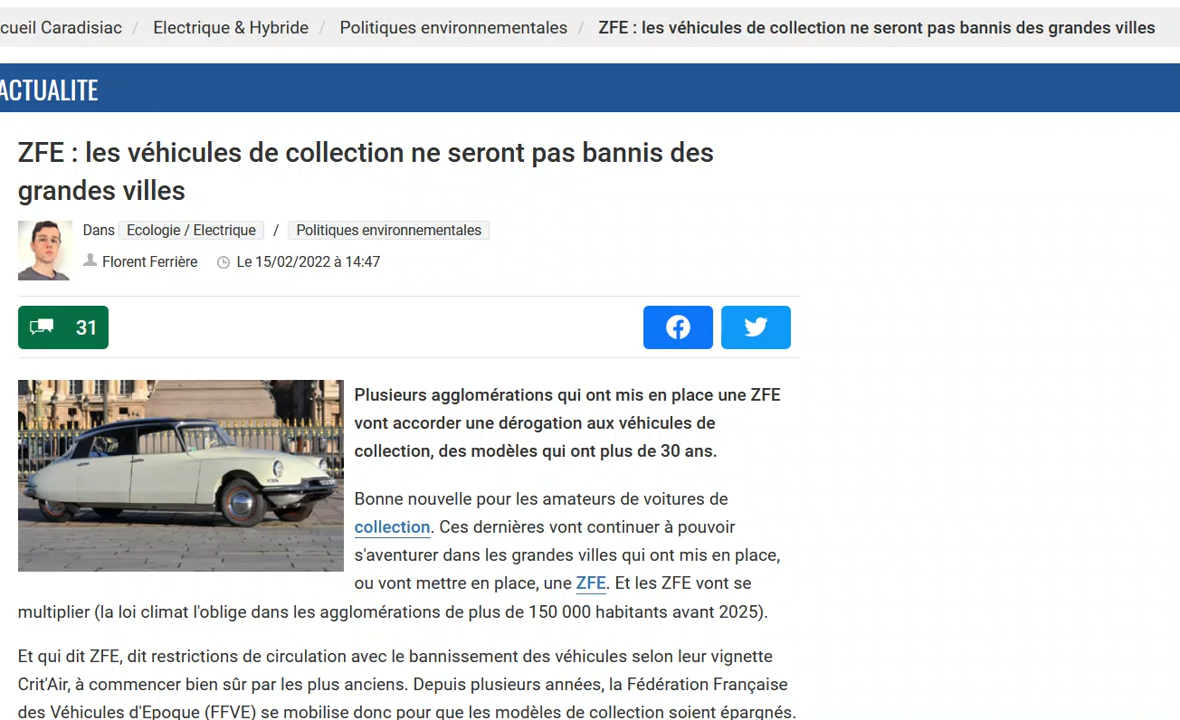 cueil Caradisiac / Electrique & Hybride / Politiques environnementales / ZFE : les véhicules de collection ne seront pas bannis des grandes villes
ACTUALITE
ZFE : les véhicules de collection ne seront pas bannis des
grandes villes
Dans Ecologie / Electrique / Politiques environnementales
Florent Ferrière Le 15/02/2022 à 14:47
31
Plusieurs agglomérations qui ont mis en place une ZFE
vont accorder une dérogation aux véhicules de
collection, des modèles qui ont plus de 30 ans.
Bonne nouvelle pour les amateurs de voitures de
collection. Ces dernières vont continuer à pouvoir
s'aventurer dans les grandes villes qui ont mis en place,
ou vont mettre en place, une ZFE. Et les ZFE vont se
multiplier (la loi climat l'oblige dans les agglomérations de plus de 150 000 habitants avant 2025).
Et qui dit ZFE, dit restrictions de circulation avec le bannissement des véhicules selon leur vignette
Crit'Air, à commencer bien sûr par les plus anciens. Depuis plusieurs années, la Fédération Française
des Véhicules d'Epoque (FFVE) se mobilise donc pour que les modèles de collection soient épargnés.